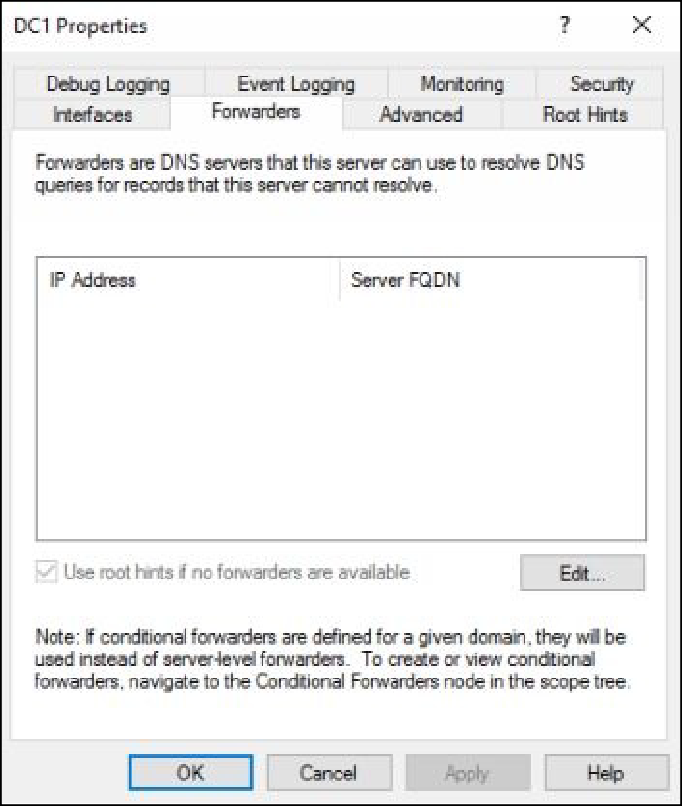 DC1 Properties
?
Debug Logging Event Logging Monitoring Security
Interfaces Forwarders Advanced Root Hints
Forwarders are DNS servers that this server can use to resolve DNS
queries for records that this server cannot resolve.
IP Address Server FQDN
Use root hints if no forwarders are available Edit...
Note: If conditional forwarders are defined for a given domain, they will be
used instead of server-level forwarders. To create or view conditional
forwarders, navigate to the Conditional Forwarders node in the scope tree.
OK Cancel Apply Help